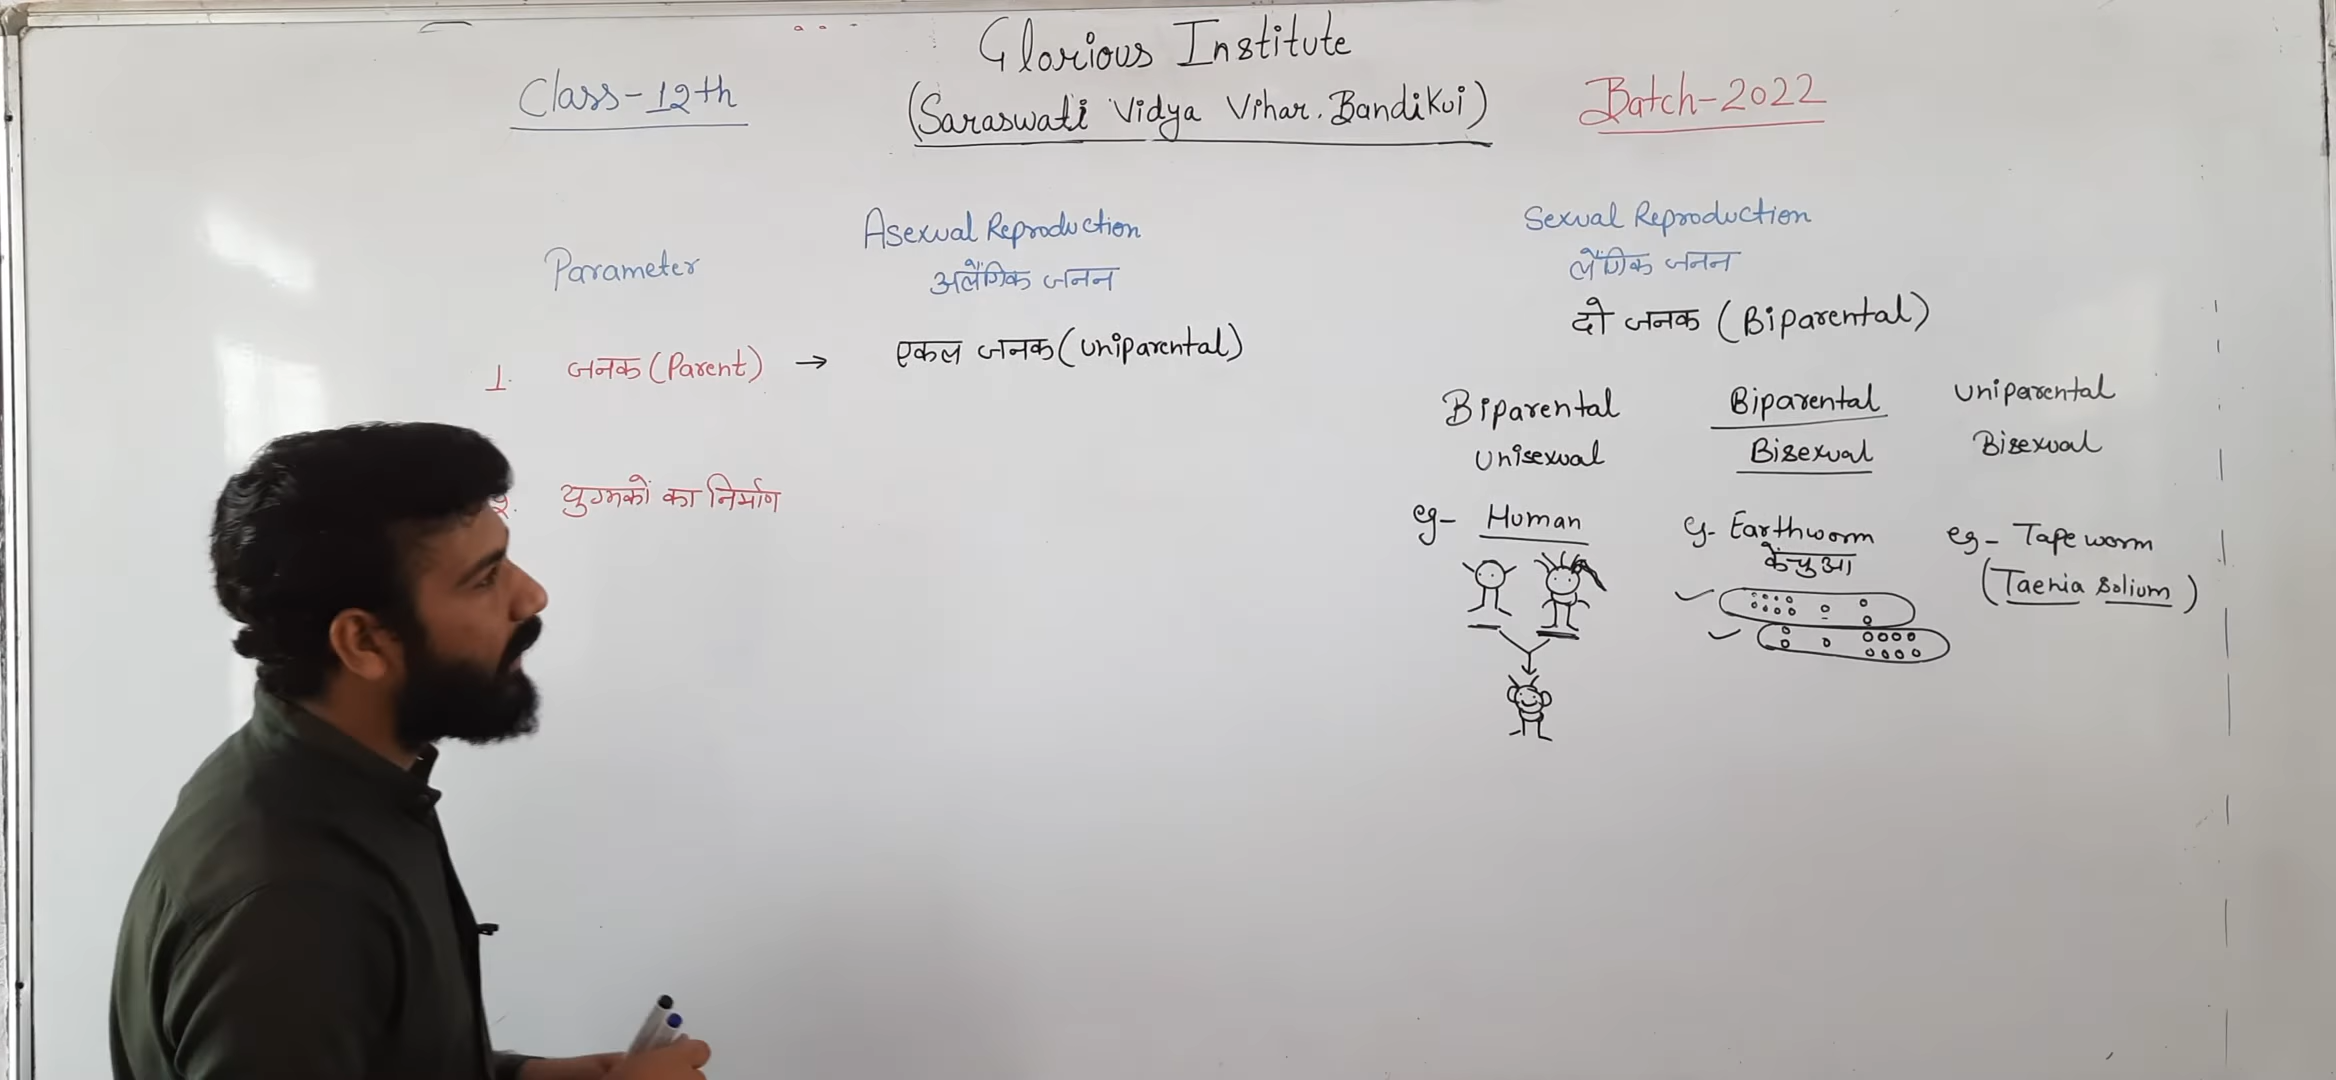 Glorious Institute
Class-12th
(Saraswati Vidya Vihar. Bandikui)
Batch-2022
Parameter
Asexual Reproduction
अलैंगिक जनन
Sexual Reproduction
लैंगिक जनन
दो जनक (Biparental)
1. जनक (Parent) → एकल जनक (Uniparental)
Biparental
Unisexual
Biparental
Bisexual
Uniparental
Bisexual
2. युग्मकों का निर्माण
eg- Human
eg- Earthworm
केंचुआ
eg- Tapeworm
(Taenia Solium)